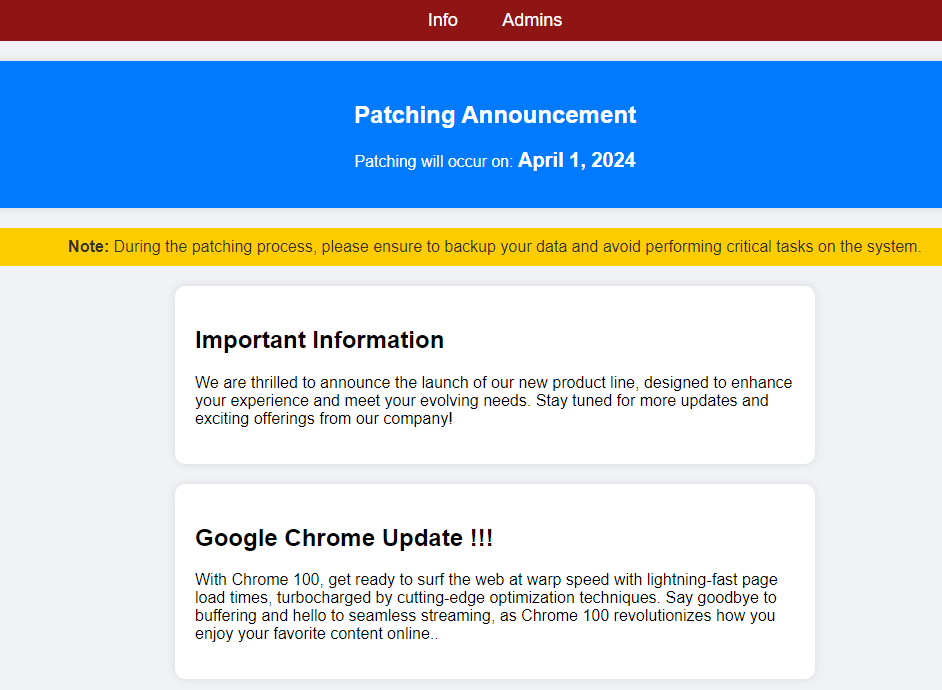 Info Admins
Patching Announcement
Patching will occur on: April 1, 2024
Note: During the patching process, please ensure to backup your data and avoid performing critical tasks on the system.
Important Information
We are thrilled to announce the launch of our new product line, designed to enhance
your experience and meet your evolving needs. Stay tuned for more updates and
exciting offerings from our company!
Google Chrome Update !!!
With Chrome 100, get ready to surf the web at warp speed with lightning-fast page
load times, turbocharged by cutting-edge optimization techniques. Say goodbye to
buffering and hello to seamless streaming, as Chrome 100 revolutionizes how you
enjoy your favorite content online..